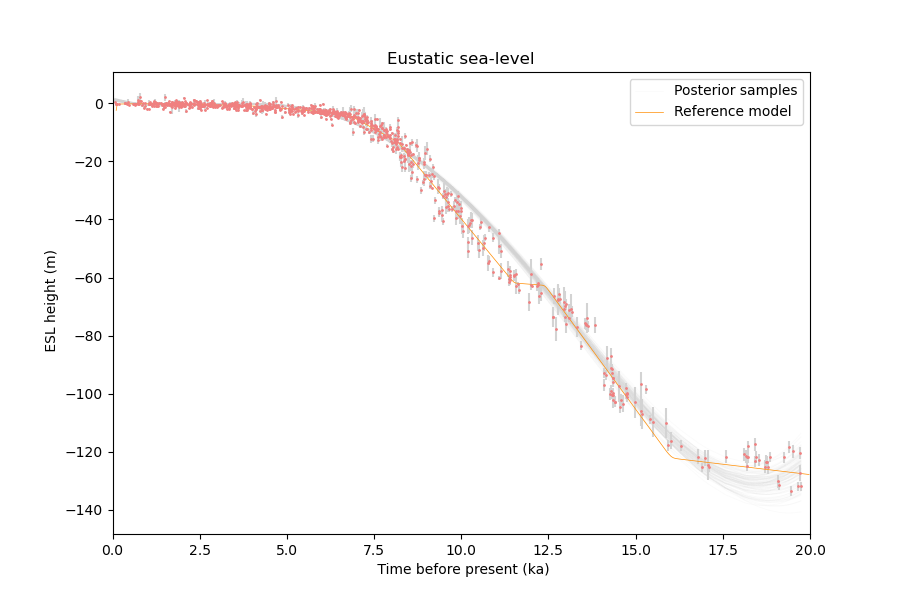 Eustatic sea-level
Posterior samples
Reference model
0
−20
−40
−60
−80
−100
−120
−140
ESL height (m)
0.0 2.5 5.0 7.5 10.0 12.5 15.0 17.5 20.0
Time before present (ka)